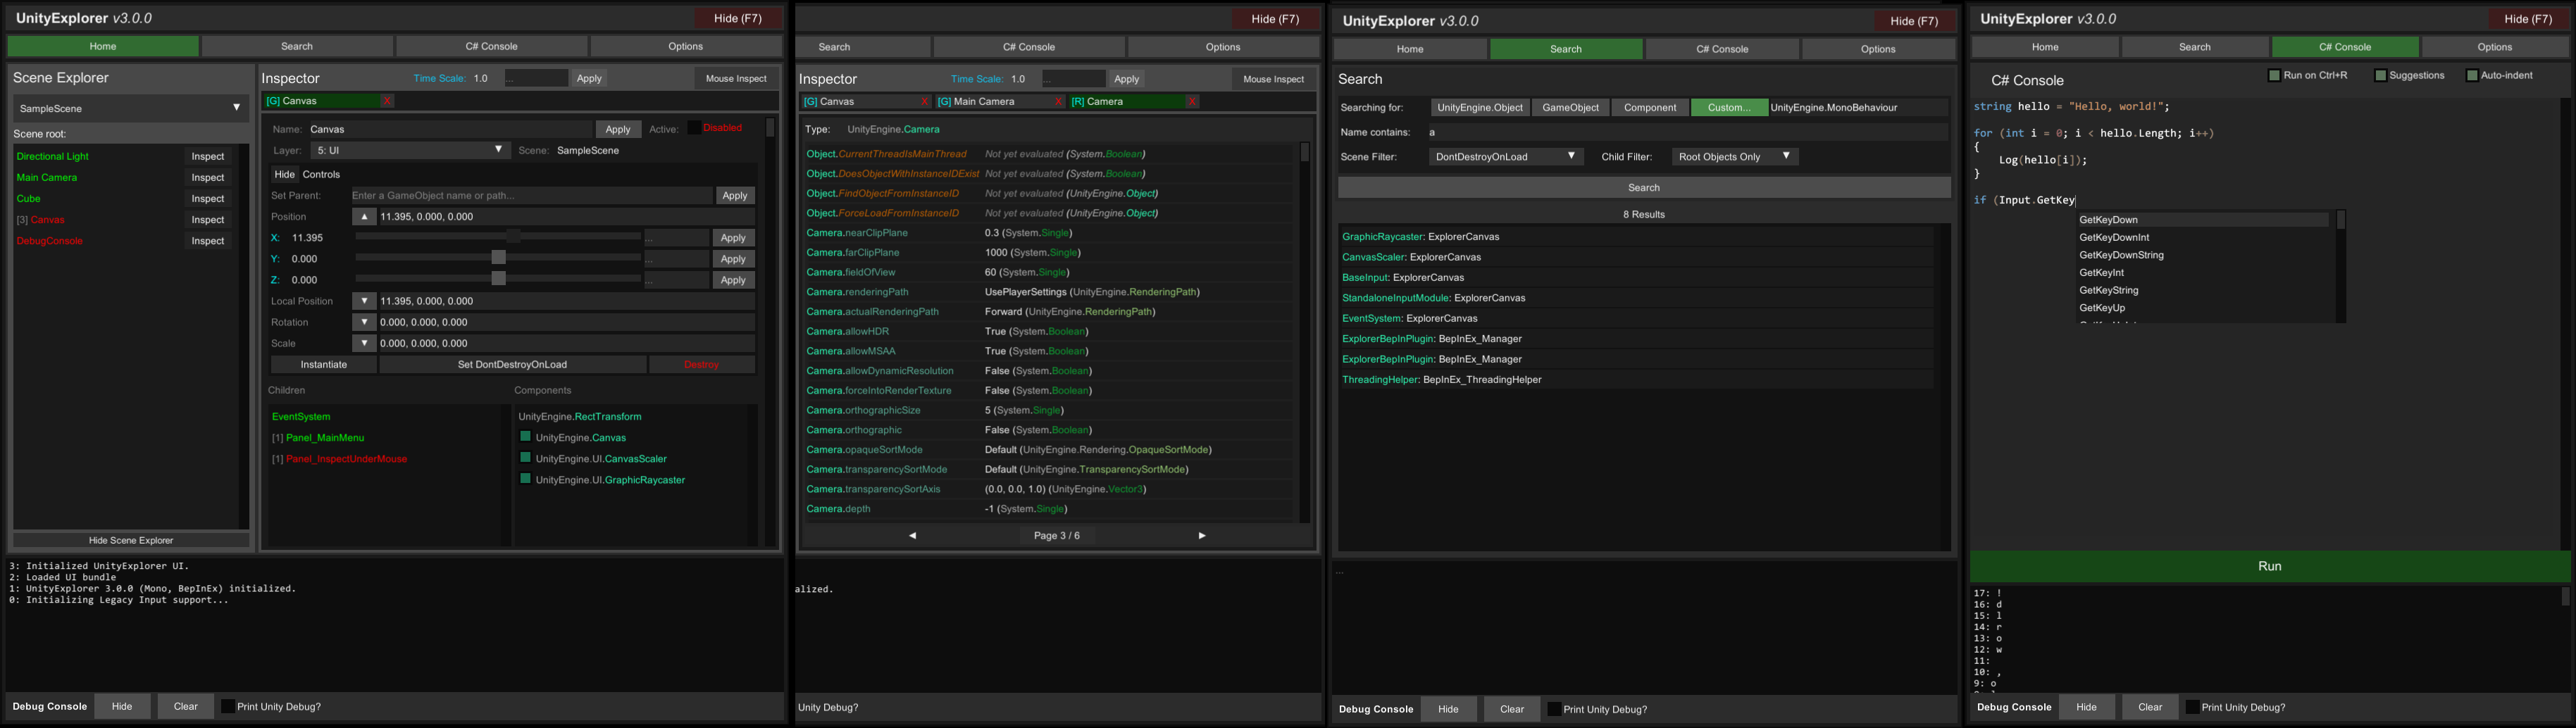 UnityExplorer v3.0.0
Hide (F7)
Home
Search
C# Console
Options
Scene Explorer
SampleScene
Scene root:
Directional Light Inspect
Main Camera Inspect
Cube Inspect
[3] Canvas Inspect
DebugConsole Inspect
Hide Scene Explorer
Inspector Time Scale: 1.0 ... Apply Mouse Inspect
[G] Canvas X
Name: Canvas Apply Active: Disabled
Layer: 5: UI ▼ Scene: SampleScene
Hide Controls
Set Parent: Enter a GameObject name or path... Apply
Position ▲ 11.395, 0.000, 0.000
X: 11.395 ... Apply
Y: 0.000 ... Apply
Z: 0.000 ... Apply
Local Position ▼ 11.395, 0.000, 0.000
Rotation ▼ 0.000, 0.000, 0.000
Scale ▼ 0.000, 0.000, 0.000
Instantiate Set DontDestroyOnLoad Destroy
Children
EventSystem
[1] Panel_MainMenu
[1] Panel_InspectUnderMouse
Components
UnityEngine.RectTransform
UnityEngine.Canvas
UnityEngine.UI.CanvasScaler
UnityEngine.UI.GraphicRaycaster
3: Initialized UnityExplorer UI.
2: Loaded UI bundle
1: UnityExplorer 3.0.0 (Mono, BepInEx) initialized.
0: Initializing Legacy Input support...
Debug Console Hide Clear Print Unity Debug?
Hide (F7)
Search C# Console Options
Inspector Time Scale: 1.0 ... Apply Mouse Inspect
[G] Canvas X [G] Main Camera X [R] Camera X
Type: UnityEngine.Camera
Object.CurrentThreadIsMainThread Not yet evaluated (System.Boolean)
Object.DoesObjectWithInstanceIDExist Not yet evaluated (System.Boolean)
Object.FindObjectFromInstanceID Not yet evaluated (UnityEngine.Object)
Object.ForceLoadFromInstanceID Not yet evaluated (UnityEngine.Object)
Camera.nearClipPlane 0.3 (System.Single)
Camera.farClipPlane 1000 (System.Single)
Camera.fieldOfView 60 (System.Single)
Camera.renderingPath UsePlayerSettings (UnityEngine.RenderingPath)
Camera.actualRenderingPath Forward (UnityEngine.RenderingPath)
Camera.allowHDR True (System.Boolean)
Camera.allowMSAA True (System.Boolean)
Camera.allowDynamicResolution False (System.Boolean)
Camera.forceIntoRenderTexture False (System.Boolean)
Camera.orthographicSize 5 (System.Single)
Camera.orthographic False (System.Boolean)
Camera.opaqueSortMode Default (UnityEngine.Rendering.OpaqueSortMode)
Camera.transparencySortMode Default (UnityEngine.TransparencySortMode)
Camera.transparencySortAxis (0.0, 0.0, 1.0) (UnityEngine.Vector3)
Camera.depth -1 (System.Single)
◄ Page 3 / 6 ►
alized.
Unity Debug?
UnityExplorer v3.0.0
Hide (F7)
Home Search C# Console Options
Search
Searching for: UnityEngine.Object GameObject Component Custom... UnityEngine.MonoBehaviour
Name contains: a
Scene Filter: DontDestroyOnLoad ▼ Child Filter: Root Objects Only ▼
Search
8 Results
GraphicRaycaster: ExplorerCanvas
CanvasScaler: ExplorerCanvas
BaseInput: ExplorerCanvas
StandaloneInputModule: ExplorerCanvas
EventSystem: ExplorerCanvas
ExplorerBepInPlugin: BepInEx_Manager
ExplorerBepInPlugin: BepInEx_Manager
ThreadingHelper: BepInEx_ThreadingHelper
...
Debug Console Hide Clear Print Unity Debug?
UnityExplorer v3.0.0
Hide (F7)
Home Search C# Console Options
C# Console Run on Ctrl+R Suggestions Auto-indent
string hello = "Hello, world!";
for (int i = 0; i < hello.Length; i++)
{
Log(hello[i]);
}
if (Input.GetKey
GetKeyDown
GetKeyDownInt
GetKeyDownString
GetKeyInt
GetKeyString
GetKeyUp
Run
17: !
16: d
15: l
14: r
13: o
12: w
11:
10: ,
9: o
Debug Console Hide Clear Print Unity Debug?